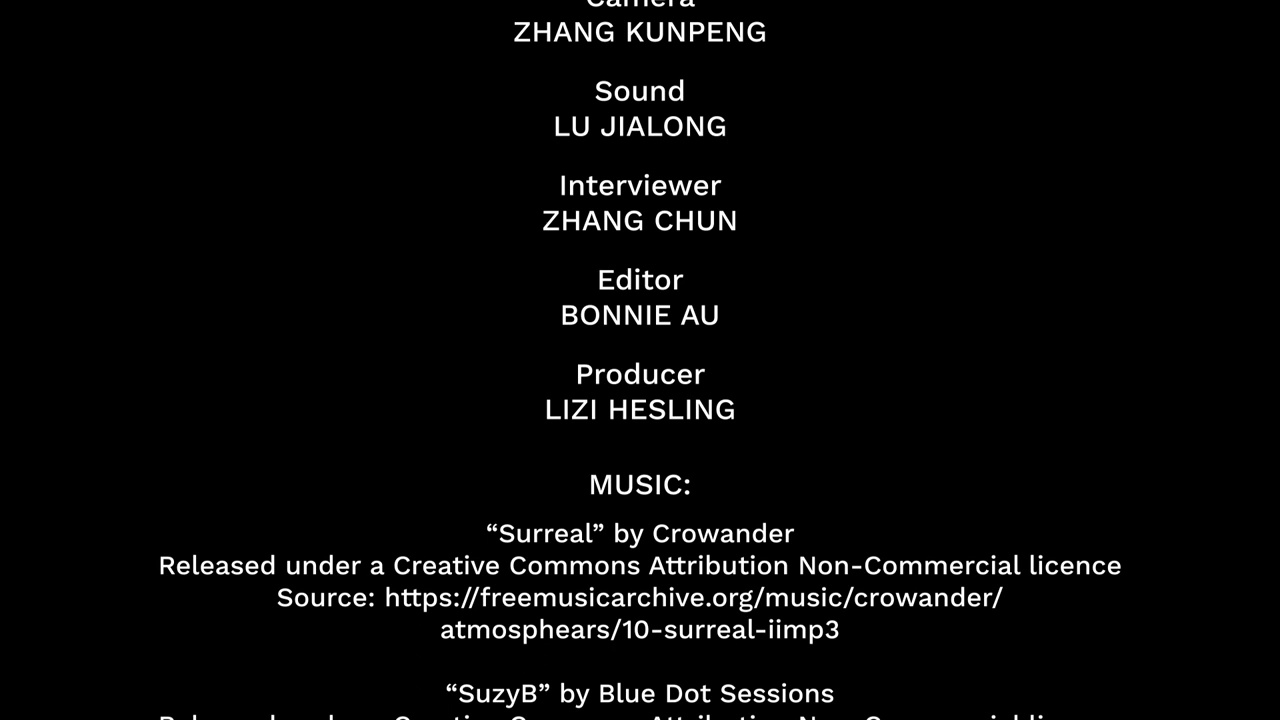 Camera
ZHANG KUNPENG
Sound
LU JIALONG
Interviewer
ZHANG CHUN
Editor
BONNIE AU
Producer
LIZI HESLING
MUSIC:
“Surreal” by Crowander
Released under a Creative Commons Attribution Non-Commercial licence
Source: https://freemusicarchive.org/music/crowander/
atmosphears/10-surreal-iimp3
“SuzyB” by Blue Dot Sessions